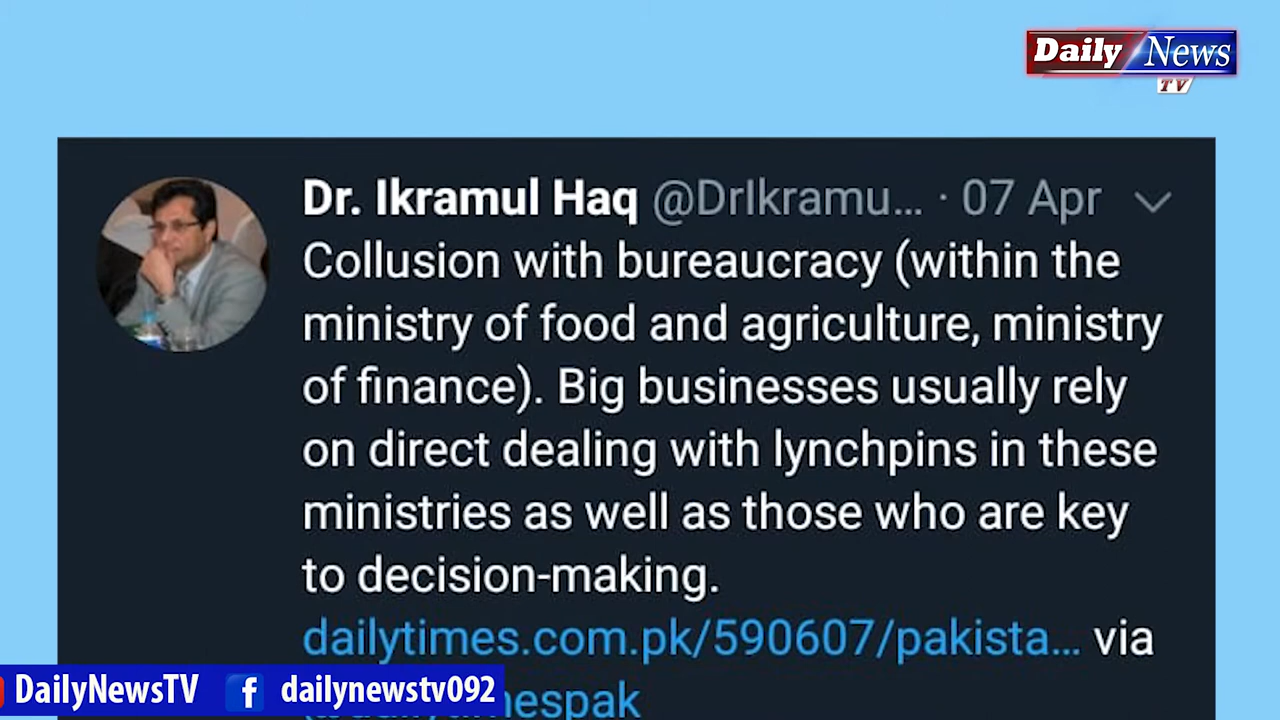 Daily News
TV
Dr. Ikramul Haq @DrIkramu... · 07 Apr
Collusion with bureaucracy (within the
ministry of food and agriculture, ministry
of finance). Big businesses usually rely
on direct dealing with lynchpins in these
ministries as well as those who are key
to decision-making.
dailytimes.com.pk/590607/pakista... via
DailyNewsTV f dailynewstv092